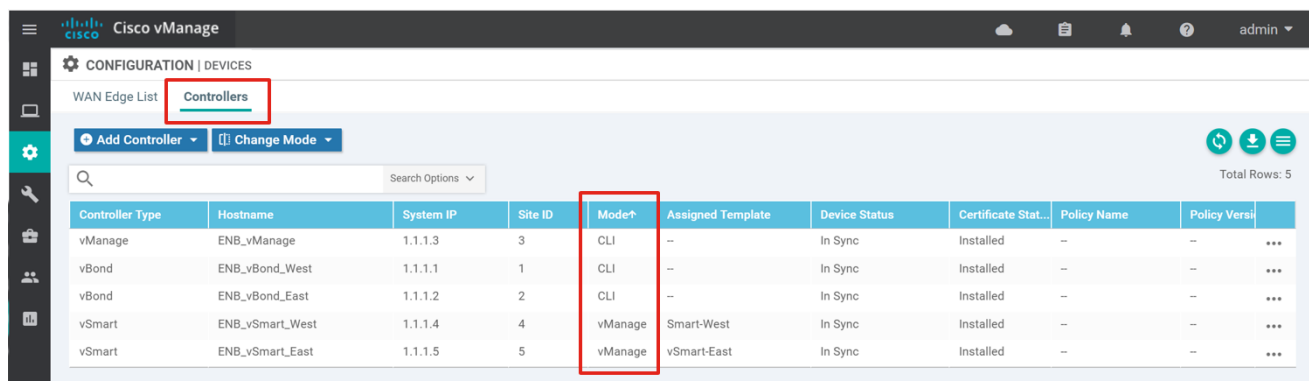 cisco Cisco vManage admin
CONFIGURATION | DEVICES
WAN Edge List Controllers
Add Controller Change Mode
Search Options Total Rows: 5
Controller Type Hostname System IP Site ID Mode↑ Assigned Template Device Status Certificate Stat... Policy Name Policy Versi
vManage ENB_vManage 1.1.1.3 3 CLI -- In Sync Installed -- -- •••
vBond ENB_vBond_West 1.1.1.1 1 CLI -- In Sync Installed -- -- •••
vBond ENB_vBond_East 1.1.1.2 2 CLI -- In Sync Installed -- -- •••
vSmart ENB_vSmart_West 1.1.1.4 4 vManage Smart-West In Sync Installed -- -- •••
vSmart ENB_vSmart_East 1.1.1.5 5 vManage vSmart-East In Sync Installed -- -- •••